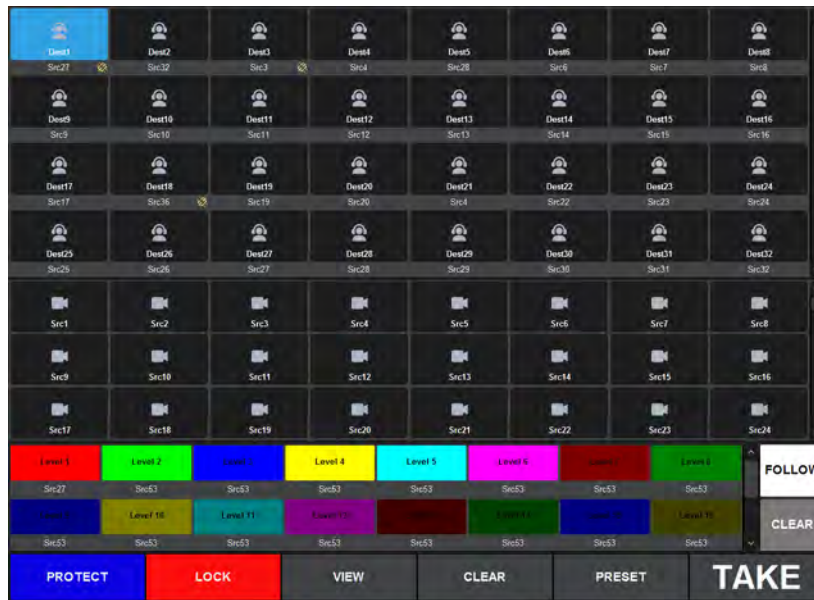 Dest1 Dest2 Dest3 Dest4 Dest5 Dest6 Dest7 Dest8
Src27 Src32 Src3 Src4 Src28 Src6 Src7 Src8
Dest9 Dest10 Dest11 Dest12 Dest13 Dest14 Dest15 Dest16
Src9 Src10 Src11 Src12 Src13 Src14 Src15 Src16
Dest17 Dest18 Dest19 Dest20 Dest21 Dest22 Dest23 Dest24
Src17 Src36 Src19 Src20 Src4 Src22 Src23 Src24
Dest25 Dest26 Dest27 Dest28 Dest29 Dest30 Dest31 Dest32
Src25 Src26 Src27 Src28 Src29 Src30 Src31 Src32
Src1 Src2 Src3 Src4 Src5 Src6 Src7 Src8
Src9 Src10 Src11 Src12 Src13 Src14 Src15 Src16
Src17 Src18 Src19 Src20 Src21 Src22 Src23 Src24
Level 1 Level 2 Level 4 Level 5 Level 6 Level 8 FOLLOW
Src27 Src53 Src53 Src53 Src53 Src53 Src53 Src53
Level 10 Level 11 Level 12 Level 16 CLEAR
Src53 Src53 Src53 Src53 Src53 Src53 Src53 Src53
PROTECT LOCK VIEW CLEAR PRESET TAKE